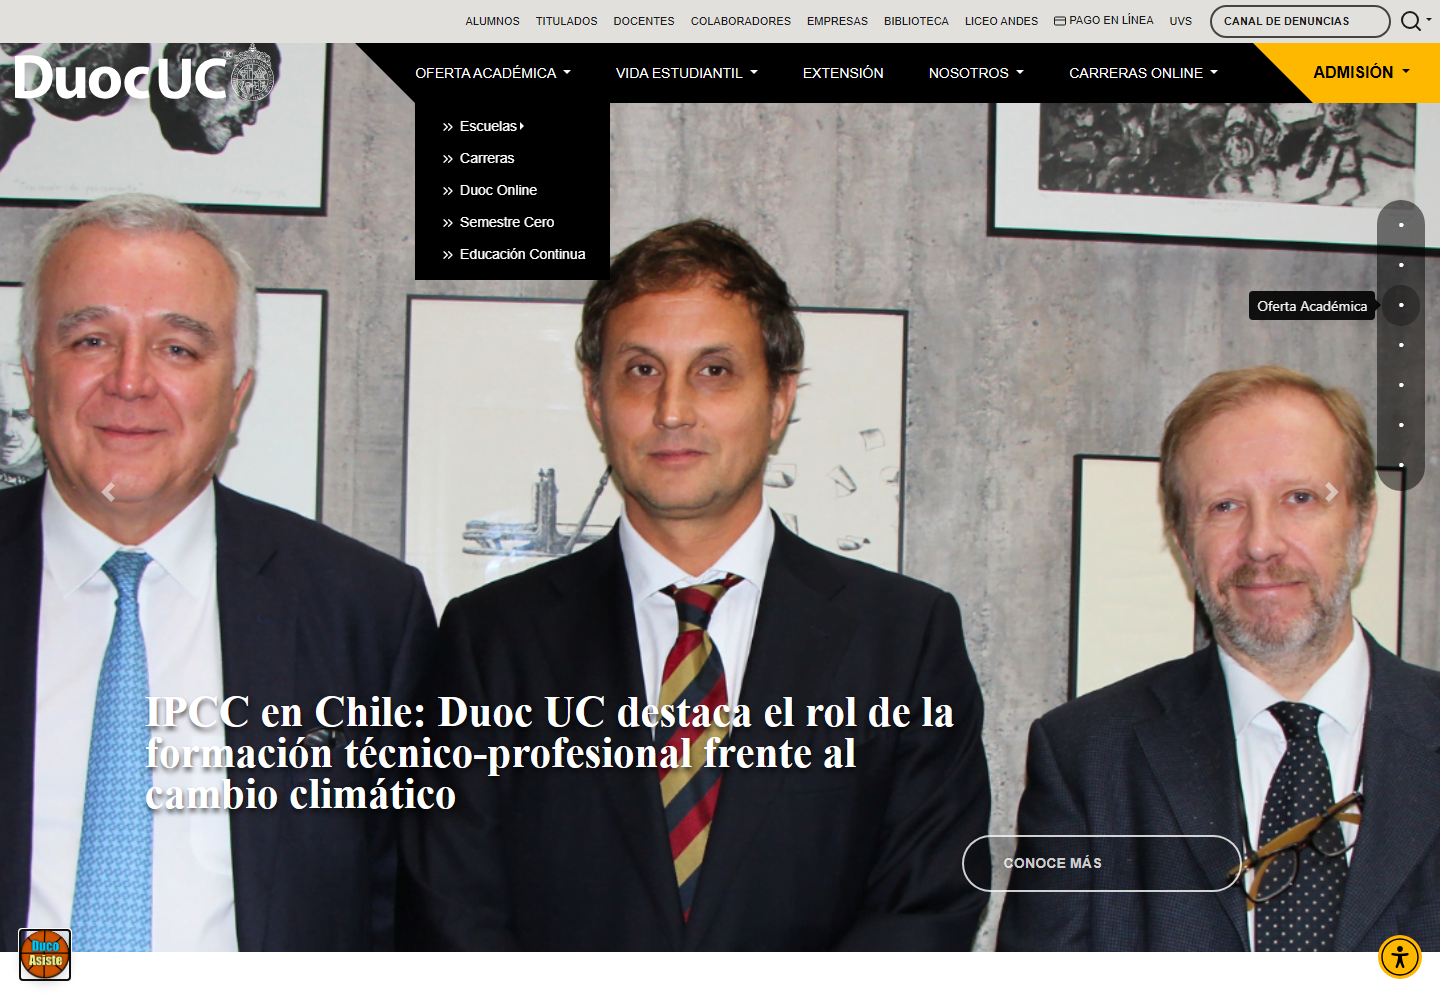 ALUMNOS TITULADOS DOCENTES COLABORADORES EMPRESAS BIBLIOTECA LICEO ANDES PAGO EN LÍNEA UVS CANAL DE DENUNCIAS
Duoc UC
OFERTA ACADÉMICA VIDA ESTUDIANTIL EXTENSIÓN NOSOTROS CARRERAS ONLINE ADMISIÓN
Escuelas
Carreras
Duoc Online
Semestre Cero
Educación Continua
Oferta Académica
IPCC en Chile: Duoc UC destaca el rol de la
formación técnico-profesional frente al
cambio climático
CONOCE MÁS
Duco
Asiste